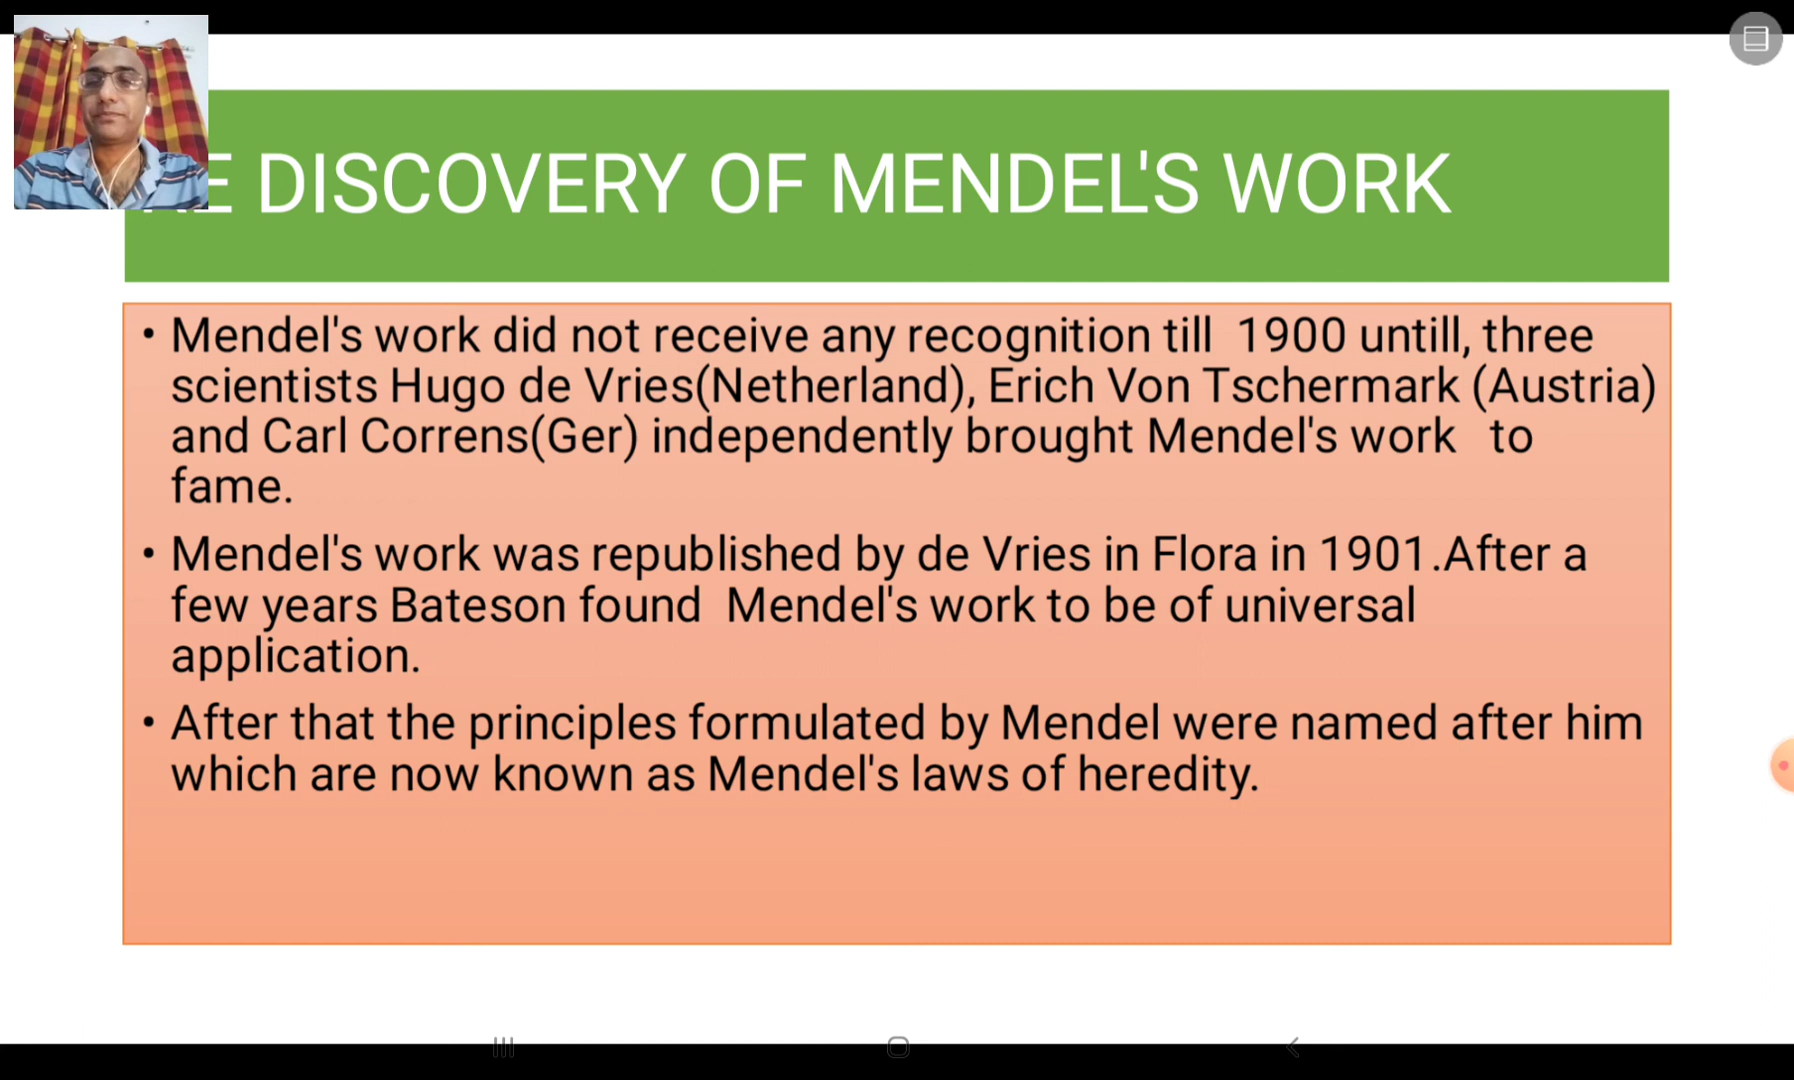 DISCOVERY OF MENDEL'S WORK
• Mendel's work did not receive any recognition till 1900 untill, three
scientists Hugo de Vries(Netherland), Erich Von Tschermark (Austria)
and Carl Correns(Ger) independently brought Mendel's work to
fame.
• Mendel's work was republished by de Vries in Flora in 1901.After a
few years Bateson found Mendel's work to be of universal
application.
• After that the principles formulated by Mendel were named after him
which are now known as Mendel's laws of heredity.